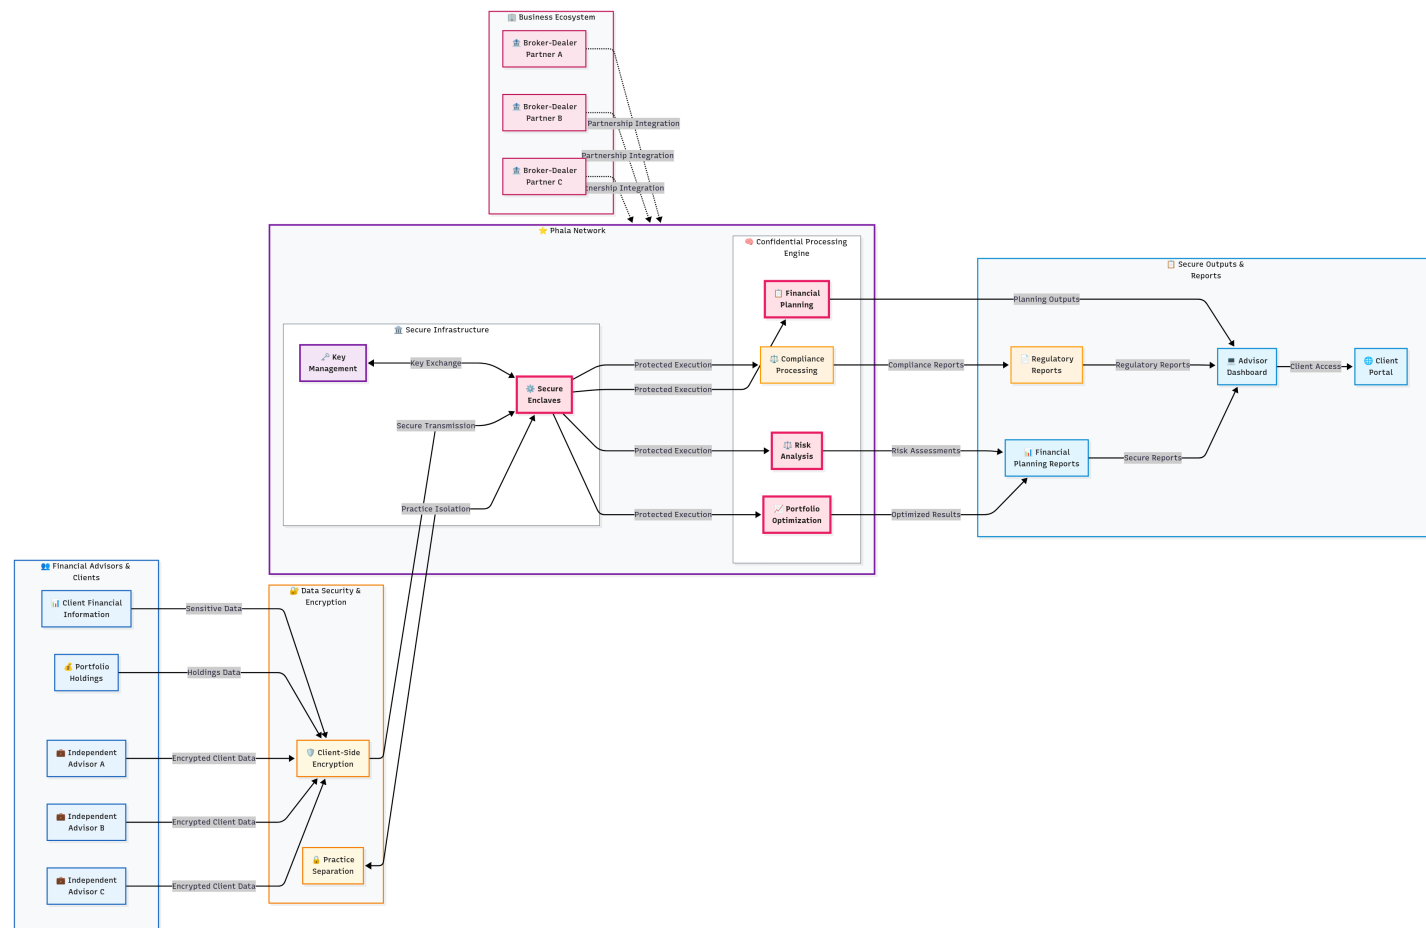 🏢 Business Ecosystem
🏦 Broker-Dealer
Partner A
🏦 Broker-Dealer
Partner B
Partnership Integration
Partnership Integration
🏦 Broker-Dealer
Partner C
nership Integration
⭐ Phala Network
🧠 Confidential Processing
Engine
📋 Financial
Planning
🏛️ Secure Infrastructure
🗝️ Key
Management
Key Exchange
⚙️ Secure
Enclaves
Secure Transmission
Practice Isolation
Protected Execution
Protected Execution
Protected Execution
Protected Execution
⚖️ Compliance
Processing
⚖️ Risk
Analysis
📈 Portfolio
Optimization
Planning Outputs
Compliance Reports
Risk Assessments
Optimized Results
📋 Secure Outputs &
Reports
📄 Regulatory
Reports
Regulatory Reports
📊 Financial
Planning Reports
Secure Reports
💻 Advisor
Dashboard
Client Access
🌐 Client
Portal
👥 Financial Advisors &
Clients
📊 Client Financial
Information
Sensitive Data
💰 Portfolio
Holdings
Holdings Data
💼 Independent
Advisor A
Encrypted Client Data
💼 Independent
Advisor B
Encrypted Client Data
💼 Independent
Advisor C
Encrypted Client Data
🔐 Data Security &
Encryption
🛡️ Client-Side
Encryption
🔒 Practice
Separation